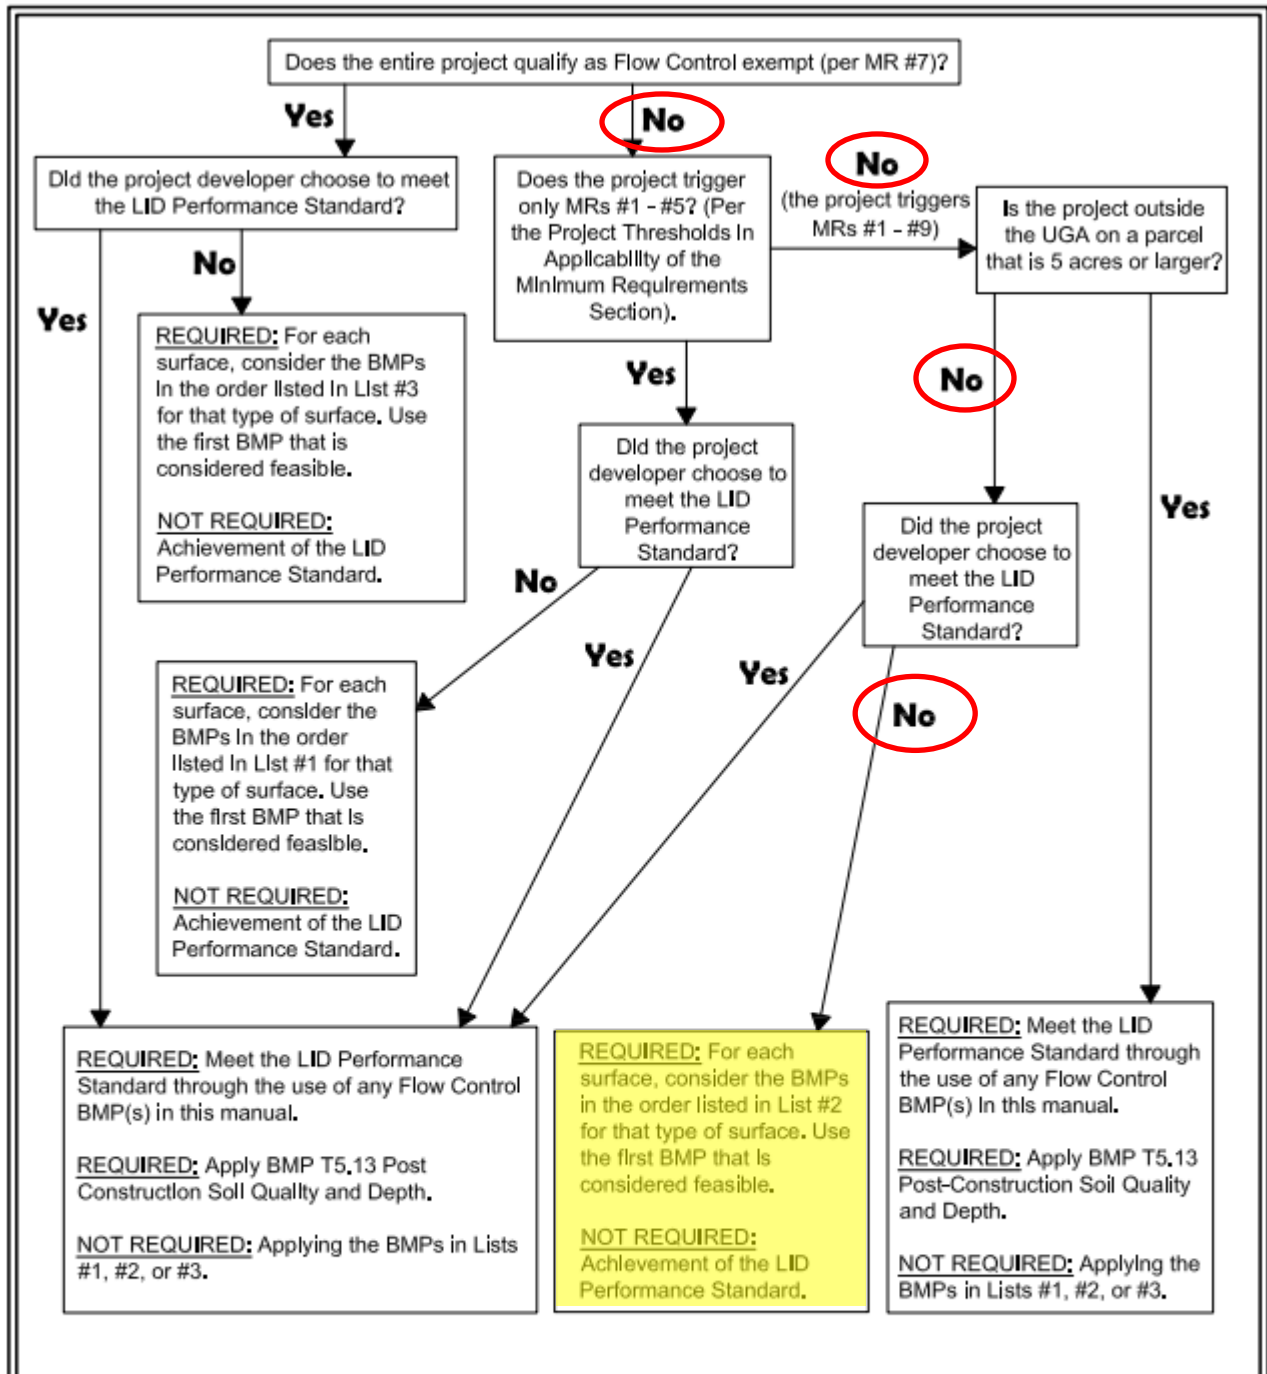 Does the entire project qualify as Flow Control exempt (per MR #7)?
Yes
No
Did the project developer choose to meet
the LID Performance Standard?
Does the project trigger
only MRs #1 - #5? (Per
the Project Thresholds in
Applicability of the
Minimum Requirements
Section).
No
(the project triggers
MRs #1 - #9)
Is the project outside
the UGA on a parcel
that is 5 acres or larger?
No
Yes
REQUIRED: For each
surface, consider the BMPs
in the order listed in List #3
for that type of surface. Use
the first BMP that is
considered feasible.
NOT REQUIRED:
Achievement of the LID
Performance Standard.
Yes
No
Yes
Did the project
developer choose to
meet the LID
Performance
Standard?
Did the project
developer choose to
meet the LID
Performance
Standard?
No
Yes
Yes
No
REQUIRED: For each
surface, consider the
BMPs in the order
listed in List #1 for that
type of surface. Use
the first BMP that is
considered feasible.
NOT REQUIRED:
Achievement of the LID
Performance Standard.
REQUIRED: Meet the LID Performance
Standard through the use of any Flow Control
BMP(s) in this manual.
REQUIRED: Apply BMP T5.13 Post
Construction Soil Quality and Depth.
NOT REQUIRED: Applying the BMPs in Lists
#1, #2, or #3.
REQUIRED: For each
surface, consider the BMPs
in the order listed in List #2
for that type of surface. Use
the first BMP that is
considered feasible.
NOT REQUIRED:
Achievement of the LID
Performance Standard.
REQUIRED: Meet the LID
Performance Standard through
the use of any Flow Control
BMP(s) in this manual.
REQUIRED: Apply BMP T5.13
Post-Construction Soil Quality
and Depth.
NOT REQUIRED: Applying the
BMPs in Lists #1, #2, or #3.